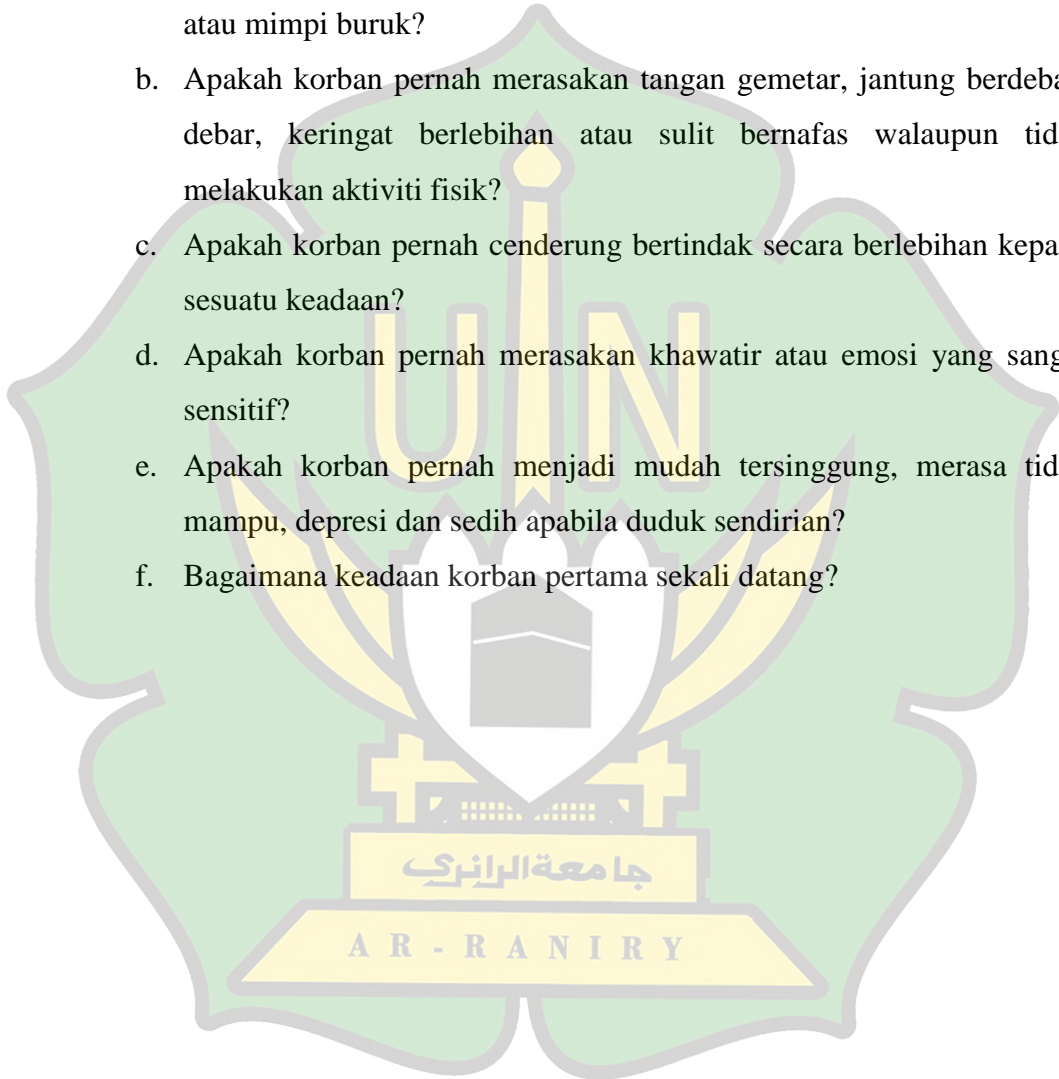 atau mimpi buruk?
b. Apakah korban pernah merasakan tangan gemetar, jantung berdeba
debar, keringat berlebihan atau sulit bernafas walaupun tid
melakukan aktiviti fisik?
c. Apakah korban pernah cenderung bertindak secara berlebihan kepa
sesuatu keadaan?
d. Apakah korban pernah merasakan khawatir atau emosi yang sang
sensitif?
e. Apakah korban pernah menjadi mudah tersinggung, merasa tid
mampu, depresi dan sedih apabila duduk sendirian?
f. Bagaimana keadaan korban pertama sekali datang?
UIN
جامعة الرانري
AR-RANIRY